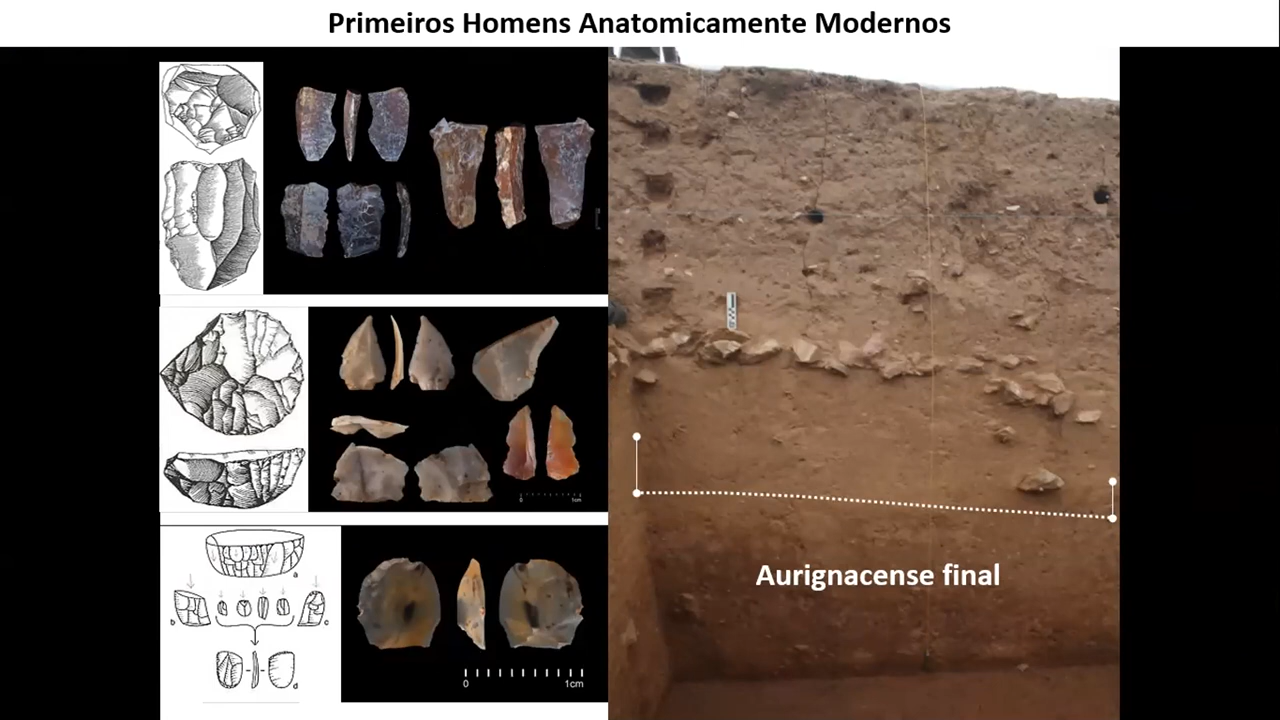 Primeiros Homens Anatomicamente Modernos
0 1cm
0 1cm
Aurignacense final